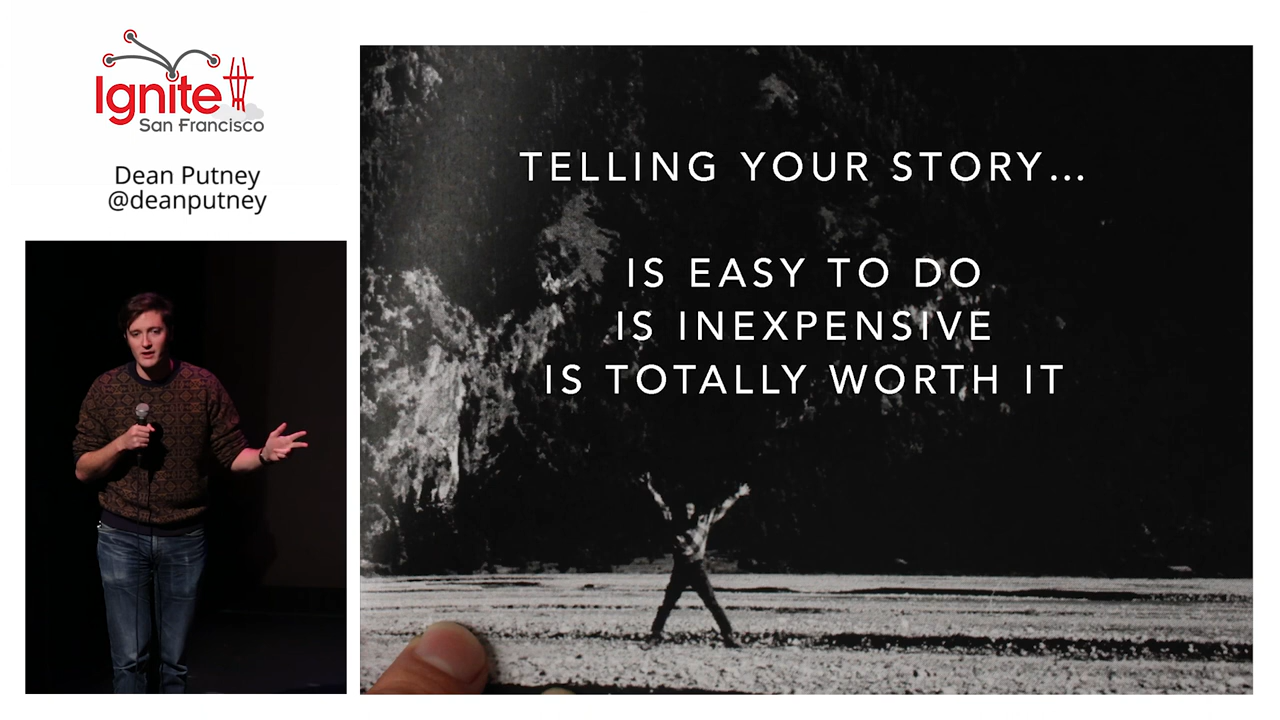 Ignite
San Francisco
Dean Putney
@deanputney
TELLING YOUR STORY...
IS EASY TO DO
IS INEXPENSIVE
IS TOTALLY WORTH IT